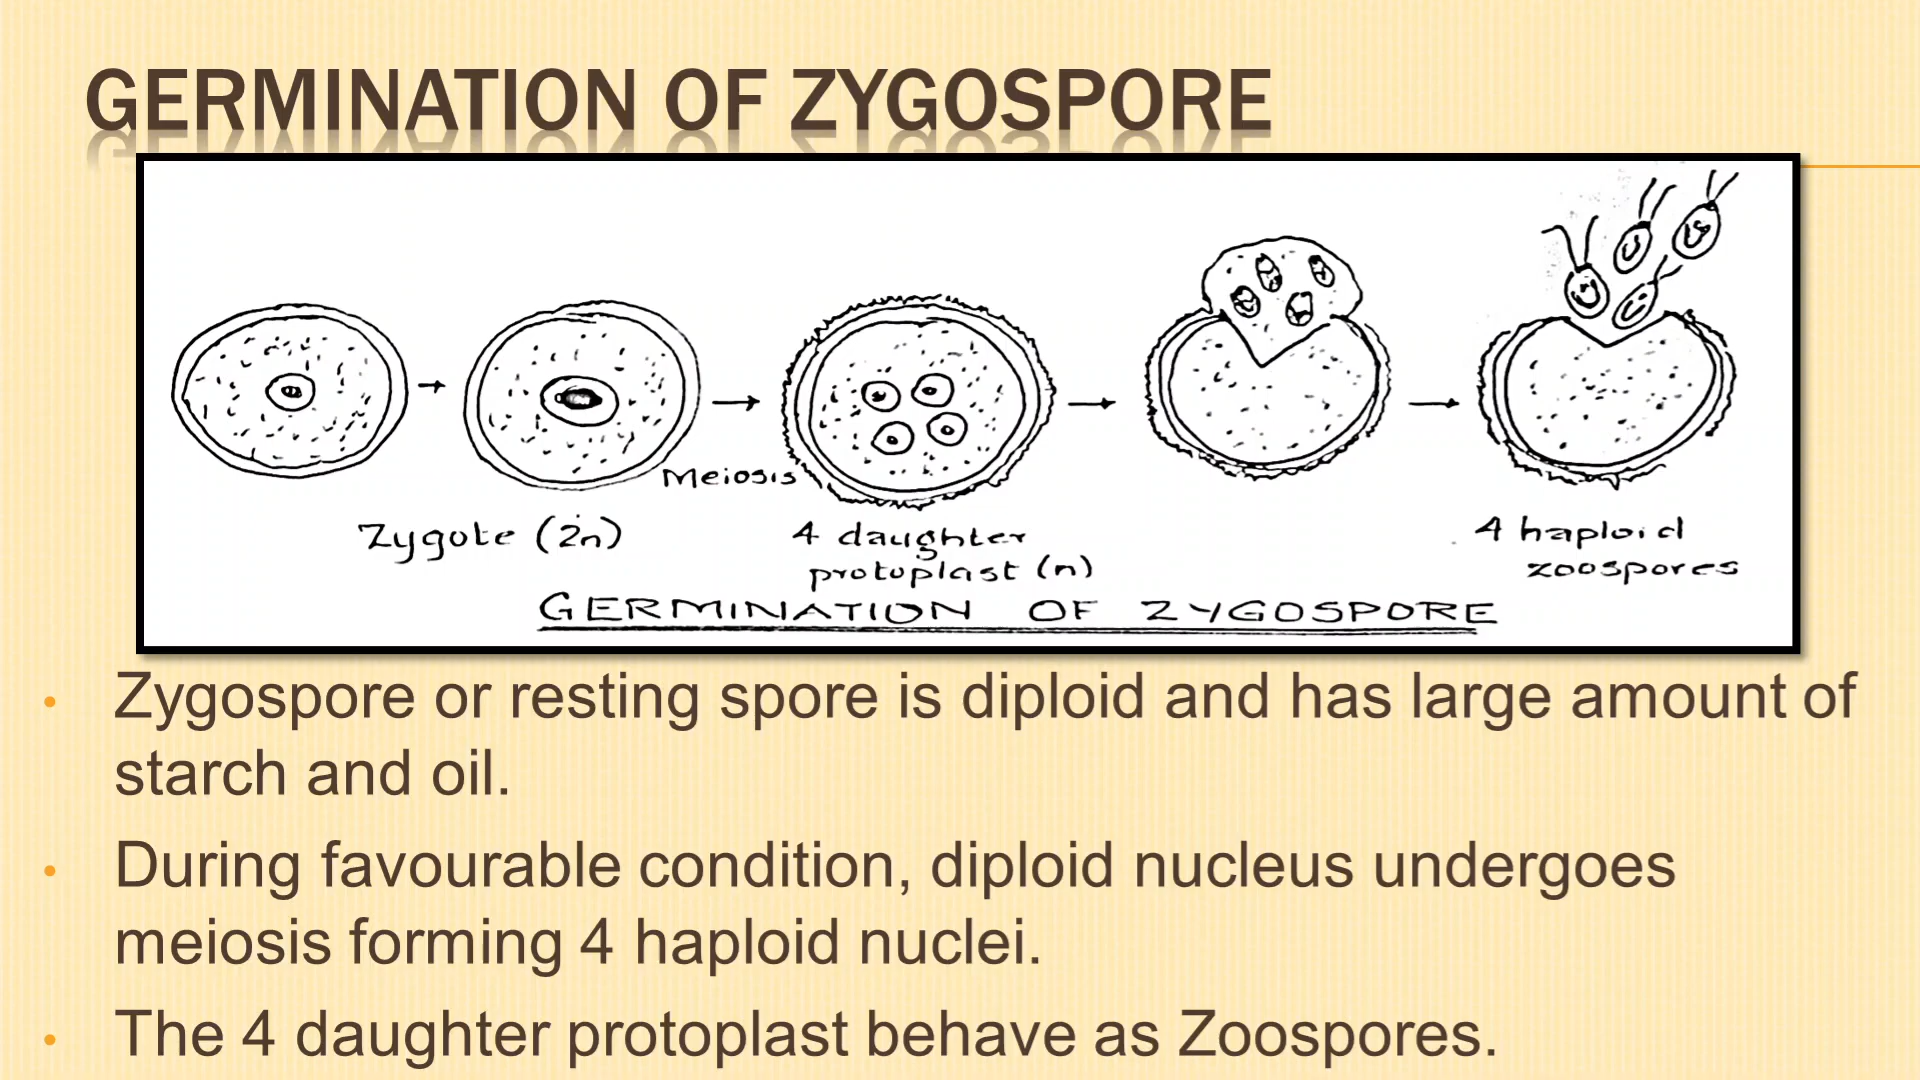 GERMINATION OF ZYGOSPORE
Meiosis
Zygote (2n)
4 daughter
protoplast (n)
4 haploid
zoospores
GERMINATION OF ZYGOSPORE
• Zygospore or resting spore is diploid and has large amount of
starch and oil.
• During favourable condition, diploid nucleus undergoes
meiosis forming 4 haploid nuclei.
• The 4 daughter protoplast behave as Zoospores.